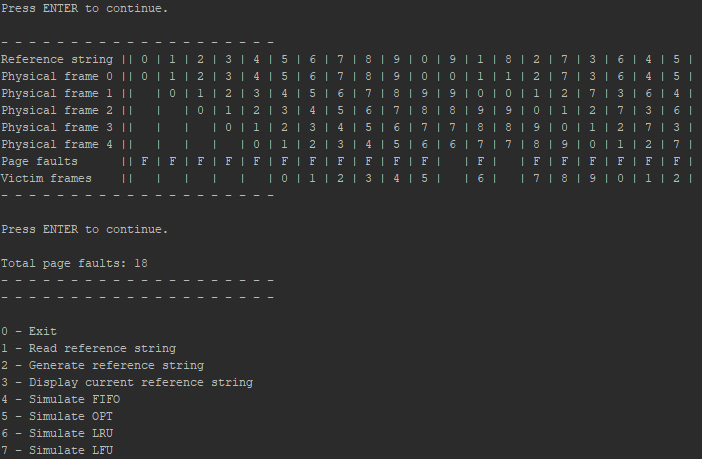 Press ENTER to continue.
- - - - - - - - - - - - - - - - - - - -
Reference string || 0 | 1 | 2 | 3 | 4 | 5 | 6 | 7 | 8 | 9 | 0 | 9 | 1 | 8 | 2 | 7 | 3 | 6 | 4 | 5 |
Physical frame 0 || 0 | 1 | 2 | 3 | 4 | 5 | 6 | 7 | 8 | 9 | 0 | 0 | 1 | 1 | 2 | 7 | 3 | 6 | 4 | 5 |
Physical frame 1 ||   | 0 | 1 | 2 | 3 | 4 | 5 | 6 | 7 | 8 | 9 | 9 | 0 | 0 | 1 | 2 | 7 | 3 | 6 | 4 |
Physical frame 2 ||   |   | 0 | 1 | 2 | 3 | 4 | 5 | 6 | 7 | 8 | 8 | 9 | 9 | 0 | 1 | 2 | 7 | 3 | 6 |
Physical frame 3 ||   |   |   | 0 | 1 | 2 | 3 | 4 | 5 | 6 | 7 | 7 | 8 | 8 | 9 | 0 | 1 | 2 | 7 | 3 |
Physical frame 4 ||   |   |   |   | 0 | 1 | 2 | 3 | 4 | 5 | 6 | 6 | 7 | 7 | 8 | 9 | 0 | 1 | 2 | 7 |
Page faults      || F | F | F | F | F | F | F | F | F | F | F |   | F |   | F | F | F | F | F | F |
Victim frames    ||   |   |   |   |   | 0 | 1 | 2 | 3 | 4 | 5 |   | 6 |   | 7 | 8 | 9 | 0 | 1 | 2 |
- - - - - - - - - - - - - - - - - - - -
Press ENTER to continue.
Total page faults: 18
- - - - - - - - - - - - - - - - - - - -
- - - - - - - - - - - - - - - - - - - -
0 - Exit
1 - Read reference string
2 - Generate reference string
3 - Display current reference string
4 - Simulate FIFO
5 - Simulate OPT
6 - Simulate LRU
7 - Simulate LFU